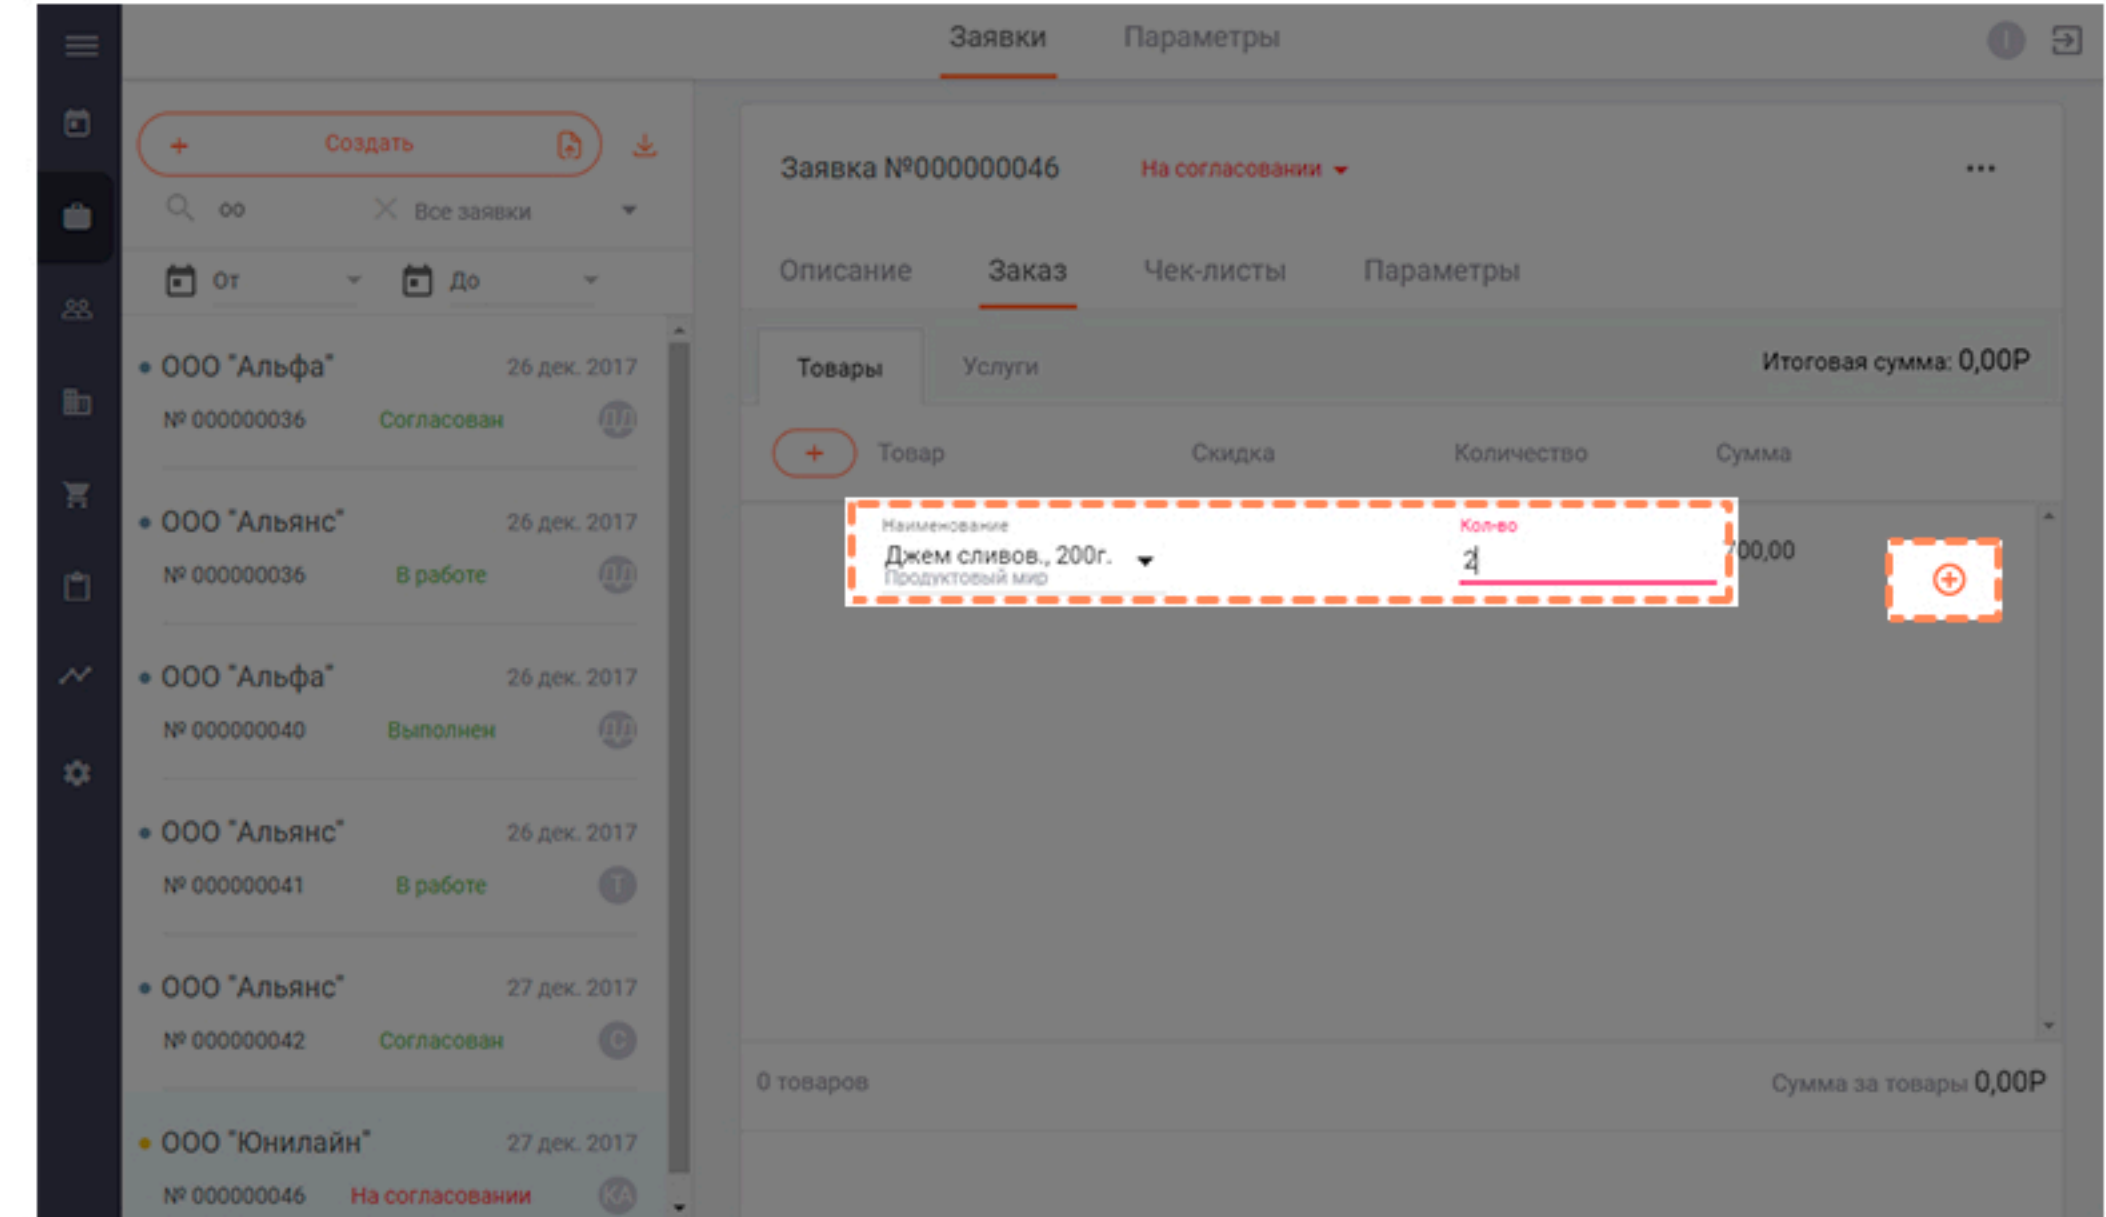 Заявки Параметры
Создать
оо Все заявки
От До
ООО "Альфа" 26 дек. 2017
№ 000000036 Согласован
ООО "Альянс" 26 дек. 2017
№ 000000036 В работе
ООО "Альфа" 26 дек. 2017
№ 000000040 Выполнен
ООО "Альянс" 26 дек. 2017
№ 000000041 В работе Т
ООО "Альянс" 27 дек. 2017
№ 000000042 Согласован С
ООО "Юнилайн" 27 дек. 2017
№ 000000046 На согласовании КА
Заявка №000000046 На согласовании
Описание Заказ Чек-листы Параметры
Товары Услуги Итоговая сумма: 0,00Р
+ Товар Скидка Количество Сумма
Наименование Кол-во
Джем сливов., 200г. 2 00,00
Продуктовый мир
0 товаров Сумма за товары 0,00Р